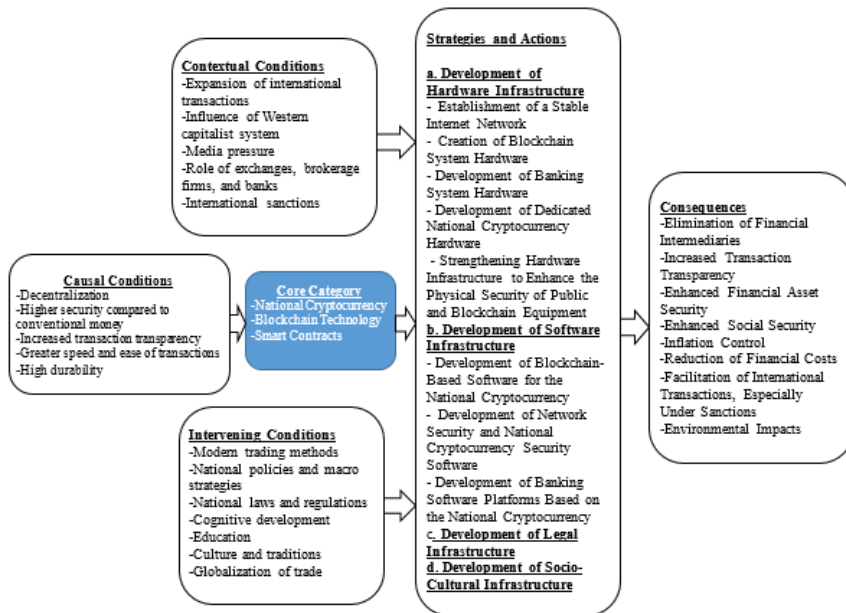 Contextual Conditions
-Expansion of international
transactions
-Influence of Western
capitalist system
-Media pressure
-Role of exchanges, brokerage
firms, and banks
-International sanctions
Causal Conditions
-Decentralization
-Higher security compared to
conventional money
-Increased transaction transparency
-Greater speed and ease of transactions
-High durability
Core Category
-National Cryptocurrency
-Blockchain Technology
-Smart Contracts
Intervening Conditions
-Modern trading methods
-National policies and macro
strategies
-National laws and regulations
-Cognitive development
-Education
-Culture and traditions
-Globalization of trade
Strategies and Actions
a. Development of
Hardware Infrastructure
- Establishment of a Stable
Internet Network
- Creation of Blockchain
System Hardware
- Development of Banking
System Hardware
- Development of Dedicated
National Cryptocurrency
Hardware
- Strengthening Hardware
Infrastructure to Enhance the
Physical Security of Public
and Blockchain Equipment
b. Development of Software
Infrastructure
- Development of Blockchain-
Based Software for the
National Cryptocurrency
- Development of Network
Security and National
Cryptocurrency Security
Software
- Development of Banking
Software Platforms Based on
the National Cryptocurrency
c. Development of Legal
Infrastructure
d. Development of Socio-
Cultural Infrastructure
Consequences
-Elimination of Financial
Intermediaries
-Increased Transaction
Transparency
-Enhanced Financial Asset
Security
-Enhanced Social Security
-Inflation Control
-Reduction of Financial Costs
-Facilitation of International
Transactions, Especially
Under Sanctions
-Environmental Impacts